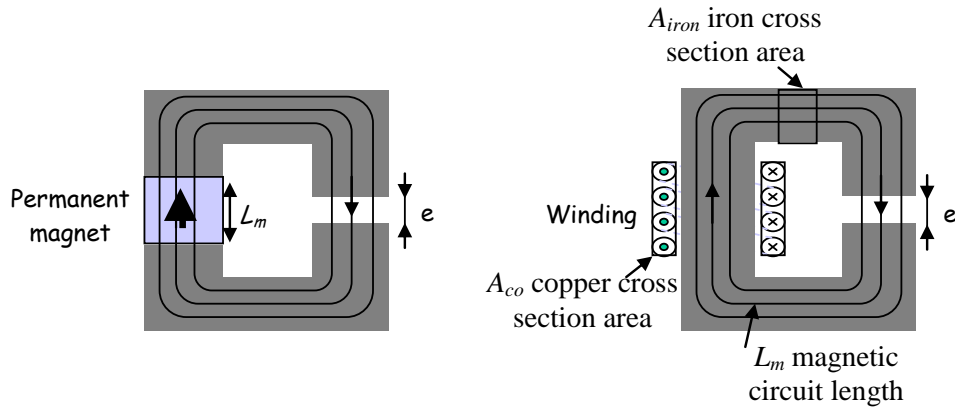 A_iron iron cross
section area
Permanent
magnet
L_m
e
Winding
e
A_co copper cross
section area
L_m magnetic
circuit length